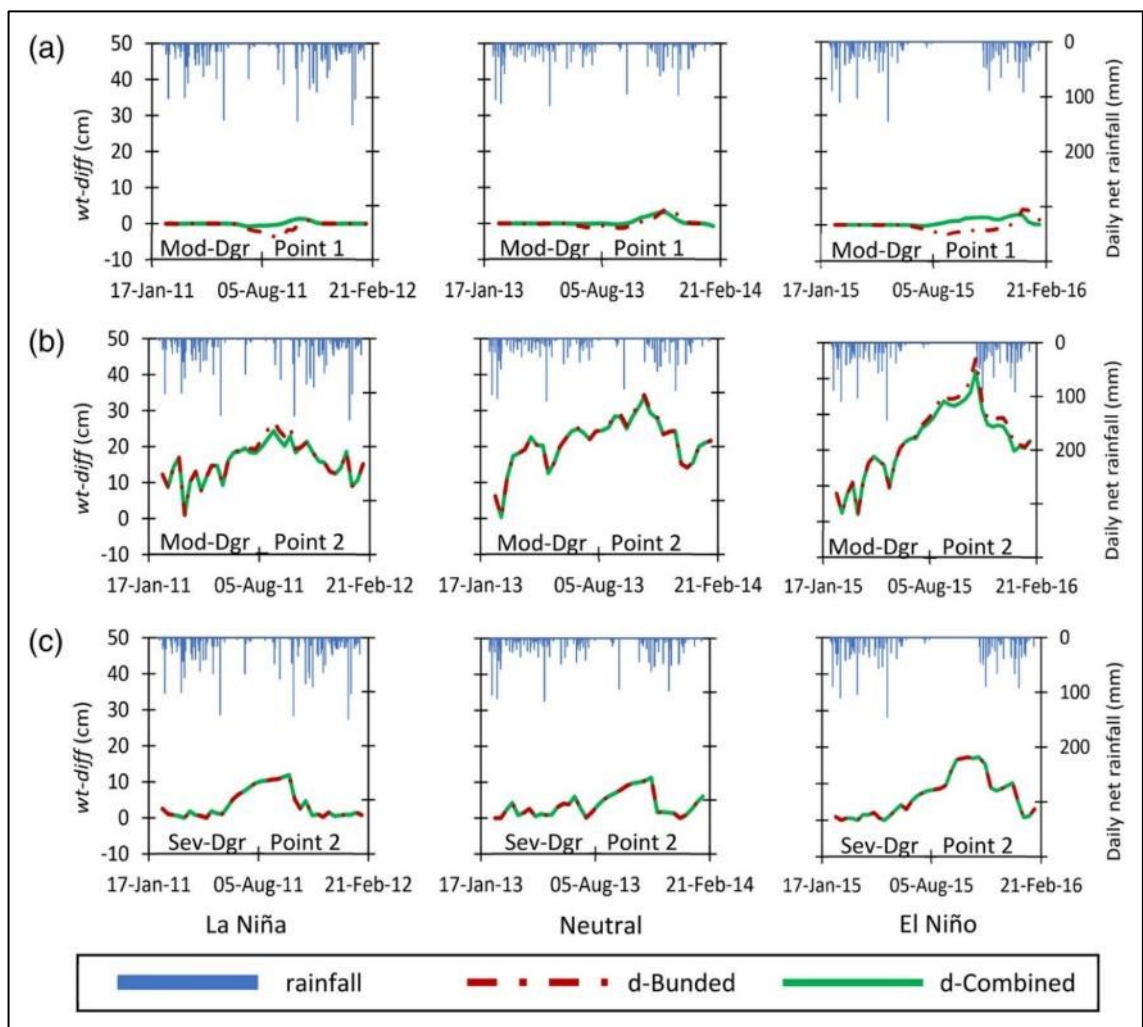 (a)
50
40
30
20
10
0
-10
wt-diff (cm)
Mod-Dgr Point 1
17-Jan-11 05-Aug-11 21-Feb-12
Mod-Dgr Point 1
17-Jan-13 05-Aug-13 21-Feb-14
Mod-Dgr Point 1
17-Jan-15 05-Aug-15 21-Feb-16
0
100
200
Daily net rainfall (mm)
(b)
50
40
30
20
10
0
-10
wt-diff (cm)
Mod-Dgr Point 2
17-Jan-11 05-Aug-11 21-Feb-12
Mod-Dgr Point 2
17-Jan-13 05-Aug-13 21-Feb-14
Mod-Dgr Point 2
17-Jan-15 05-Aug-15 21-Feb-16
0
100
200
Daily net rainfall (mm)
(c)
50
40
30
20
10
0
-10
wt-diff (cm)
Sev-Dgr Point 2
17-Jan-11 05-Aug-11 21-Feb-12
Sev-Dgr Point 2
17-Jan-13 05-Aug-13 21-Feb-14
Sev-Dgr Point 2
17-Jan-15 05-Aug-15 21-Feb-16
0
100
200
Daily net rainfall (mm)
La Niña Neutral El Niño
rainfall d-Bunded d-Combined